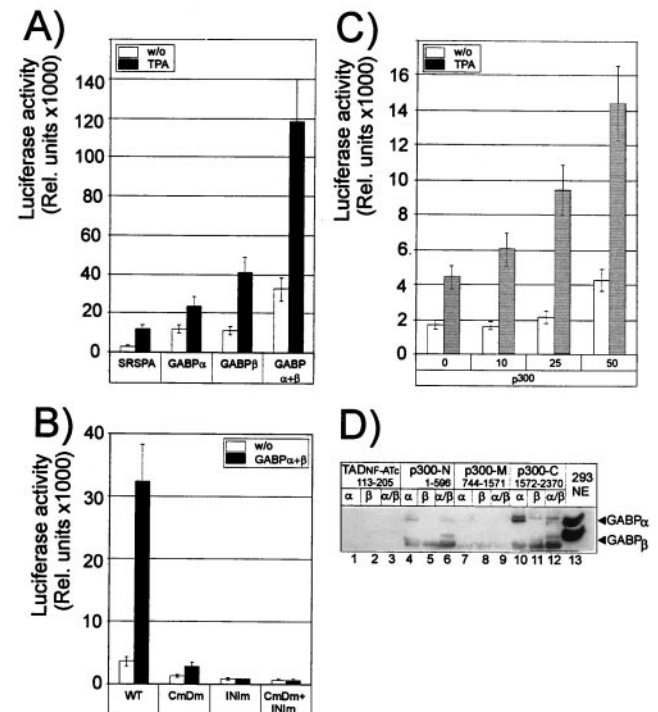 A)
Luciferase activity
(Rel. units x1000)
w/o
TPA
140
120
100
80
60
40
20
0
SRSPA
GABPα
GABPβ
GABP
α+β
B)
Luciferase activity
(Rel. units x1000)
w/o
GABPα+β
40
30
20
10
0
WT
CmDm
INIm
CmDm+
INIm
C)
Luciferase activity
(Rel. units x1000)
w/o
TPA
16
14
12
10
8
6
4
2
0
0 10 25 50
p300
D)
TADNF-ATc p300-N p300-M p300-C 293
113-205 1-596 744-1571 1572-2370 NE
α β α/β α β α/β α β α/β α β α/β
GABPα
GABPβ
1 2 3 4 5 6 7 8 9 10 11 12 13